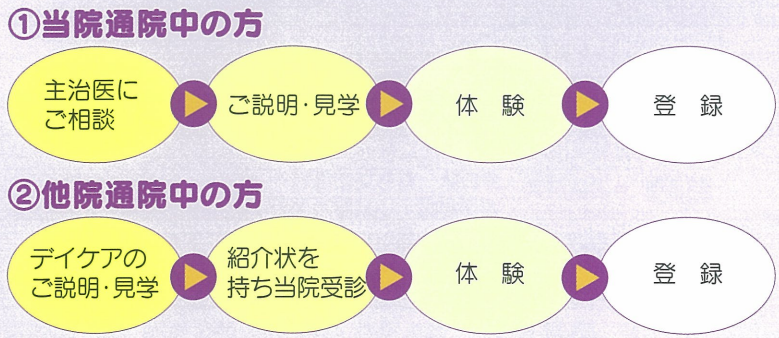 ①当院通院中の方
主治医に
ご相談
ご説明・見学
体 験
登 録
②他院通院中の方
デイケアの
ご説明・見学
紹介状を
持ち当院受診
体 験
登 録